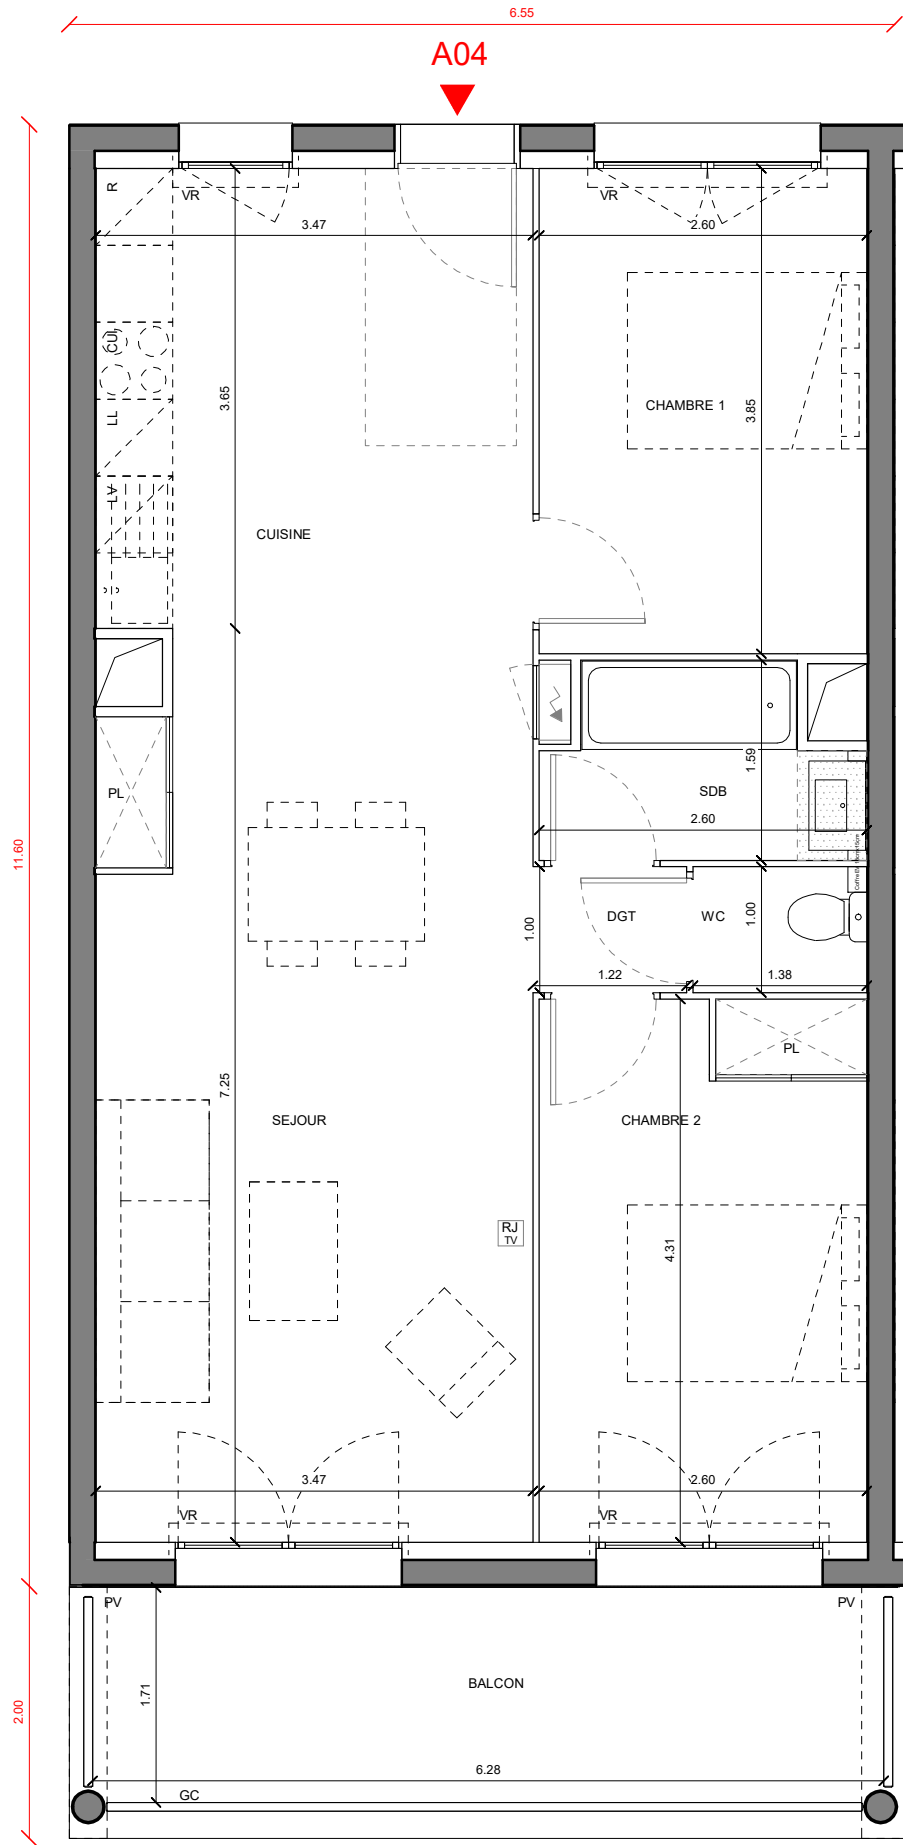 6.55
A04
R
VR
VR
3.47
2.60
CUI.
3.65
CHAMBRE 1
3.85
LL
LV
CUISINE
1.59
PL
SDB
2.60
11.60
DGT
WC
1.00
1.00
1.22
1.38
PL
7.25
SEJOUR
CHAMBRE 2
RJ
TV
4.31
3.47
2.60
VR
VR
PV
PV
BALCON
1.71
2.00
6.28
GC